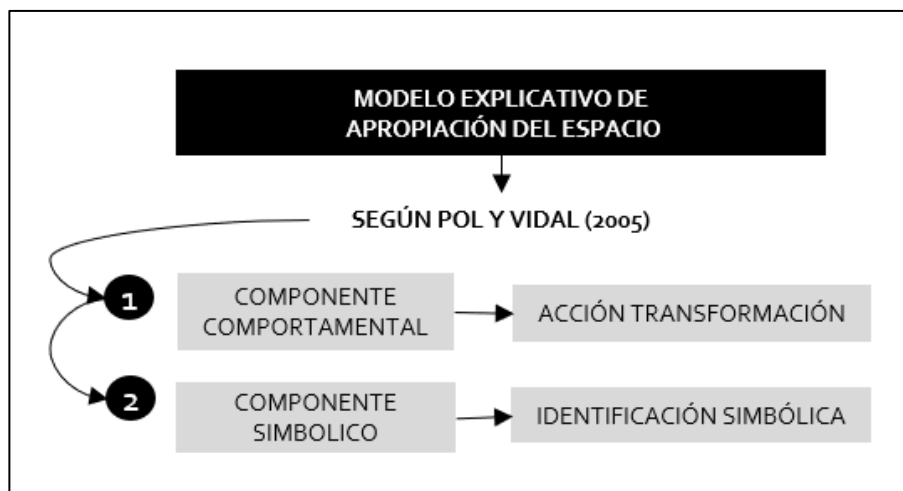 MODELO EXPLICATIVO DE
APROPIACIÓN DEL ESPACIO
SEGÚN POL Y VIDAL (2005)
1
COMPONENTE
COMPORTAMENTAL
ACCIÓN TRANSFORMACIÓN
2
COMPONENTE
SIMBOLICO
IDENTIFICACIÓN SIMBÓLICA